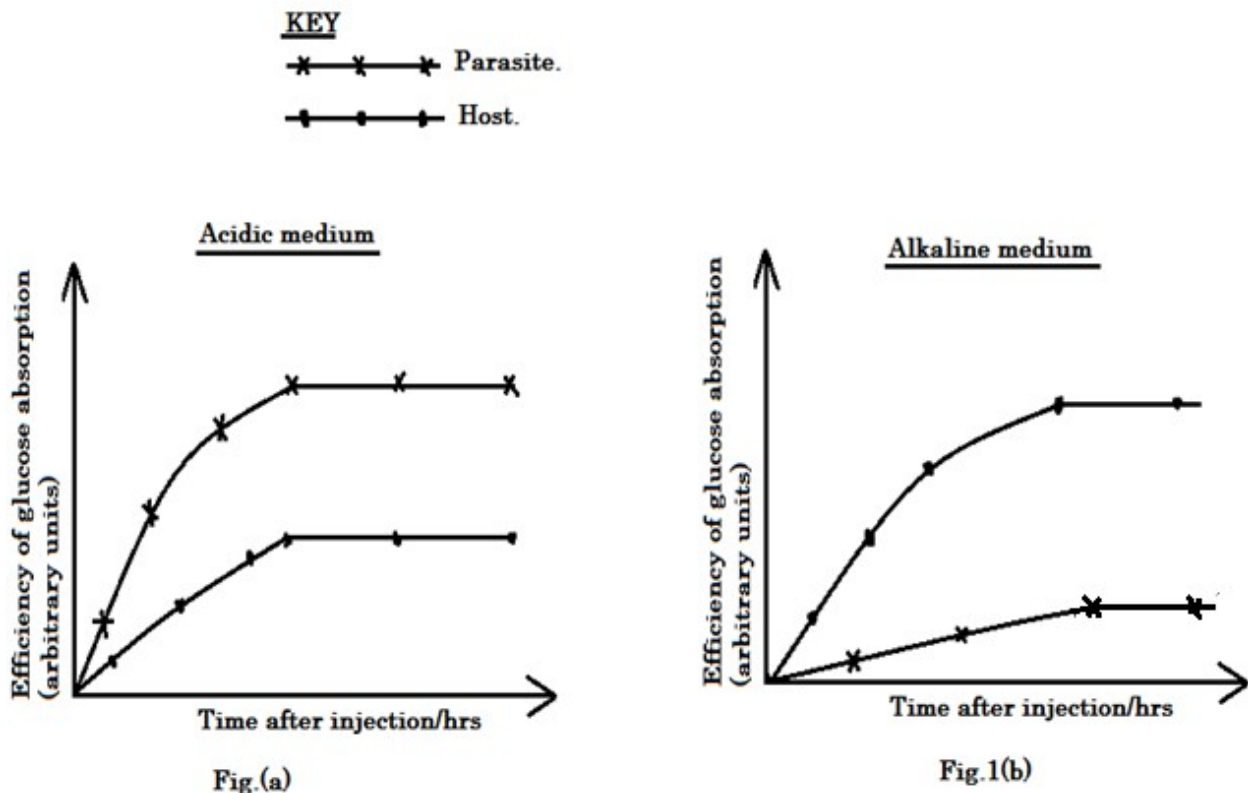 KEY
Parasite.
Host.
Acidic medium
Efficiency of glucose absorption
(arbitrary units)
Time after injection/hrs
Fig.(a)
Alkaline medium
Efficiency of glucose absorption
(arbitrary units)
Time after injection/hrs
Fig.1(b)